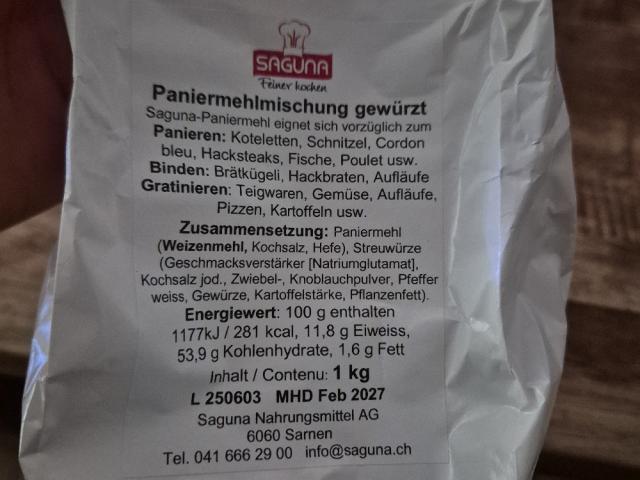 SAGUNA
Feiner kochen
Paniermehlmischung gewürzt
Saguna-Paniermehl eignet sich vorzüglich zum
Panieren: Koteletten, Schnitzel, Cordon
bleu, Hacksteaks, Fische, Poulet usw.
Binden: Brätkügeli, Hackbraten, Aufläufe
Gratinieren: Teigwaren, Gemüse, Aufläufe,
Pizzen, Kartoffeln usw.
Zusammensetzung: Paniermehl
(Weizenmehl, Kochsalz, Hefe), Streuwürze
(Geschmacksverstärker [Natriumglutamat],
Kochsalz jod., Zwiebel-, Knoblauchpulver, Pfeffer
weiss, Gewürze, Kartoffelstärke, Pflanzenfett).
Energiewert: 100 g enthalten
1177kJ / 281 kcal, 11,8 g Eiweiss,
53,9 g Kohlenhydrate, 1,6 g Fett
Inhalt / Contenu: 1 kg
L 250603 MHD Feb 2027
Saguna Nahrungsmittel AG
6060 Sarnen
Tel. 041 666 29 00 info@saguna.ch